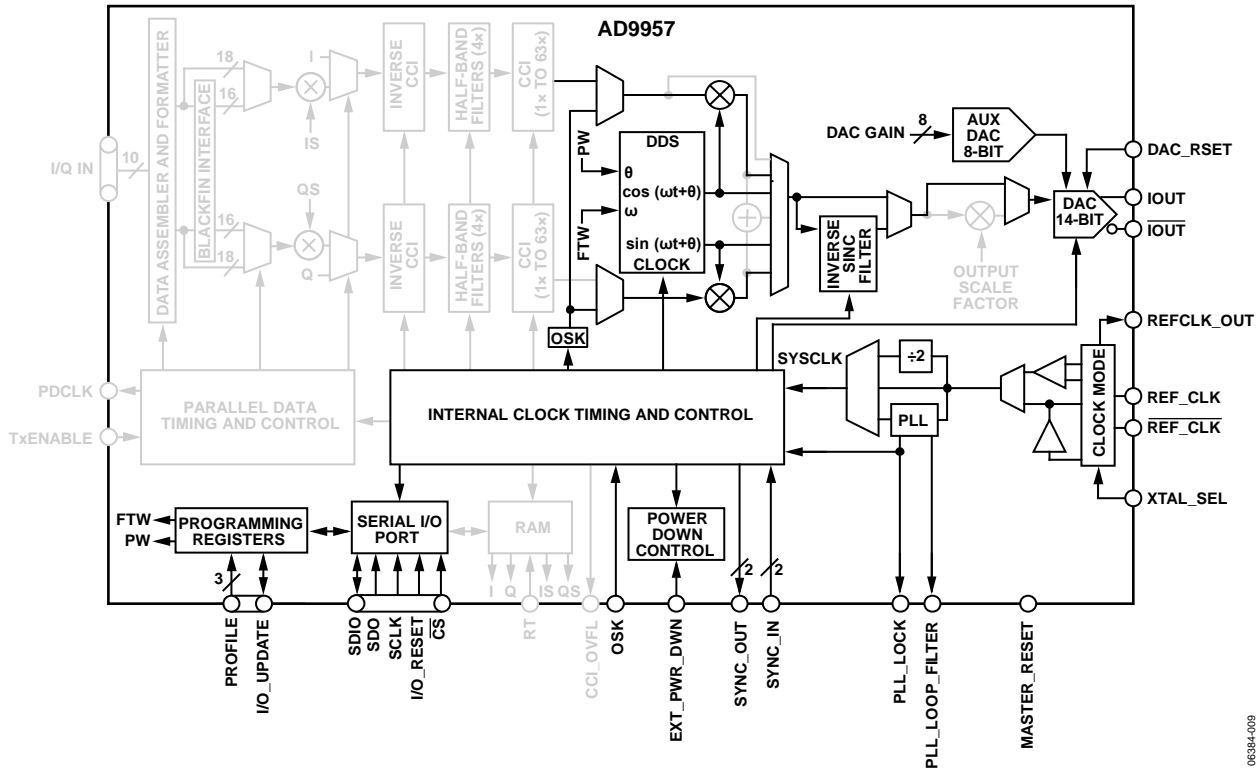 AD9957
I/Q IN
10
DATA ASSEMBLER AND FORMATTER
BLACKFIN INTERFACE
18
16
16
18
I
IS
QS
Q
INVERSE
CCI
HALF-BAND
FILTERS (4×)
CCI
(1× TO 63×)
INVERSE
CCI
HALF-BAND
FILTERS (4×)
CCI
(1× TO 63×)
PW
FTW
DDS
θ
cos (ωt+θ)
ω
sin (ωt+θ)
CLOCK
OSK
INVERSE
SINC
FILTER
OUTPUT
SCALE
FACTOR
DAC GAIN
8
AUX
DAC
8-BIT
DAC
14-BIT
DAC_RSET
IOUT
IOUT
REFCLK_OUT
REF_CLK
REF_CLK
XTAL_SEL
CLOCK MODE
SYSCLK
÷2
PLL
PDCLK
TxENABLE
PARALLEL DATA
TIMING AND CONTROL
INTERNAL CLOCK TIMING AND CONTROL
FTW
PW
PROGRAMMING
REGISTERS
SERIAL I/O
PORT
RAM
POWER
DOWN
CONTROL
3
I
Q
IS
QS
2
2
PROFILE
I/O_UPDATE
SDIO
SDO
SCLK
I/O_RESET
CS
RT
CCI_OVFL
OSK
EXT_PWR_DWN
SYNC_OUT
SYNC_IN
PLL_LOCK
PLL_LOOP_FILTER
MASTER_RESET
06384-009